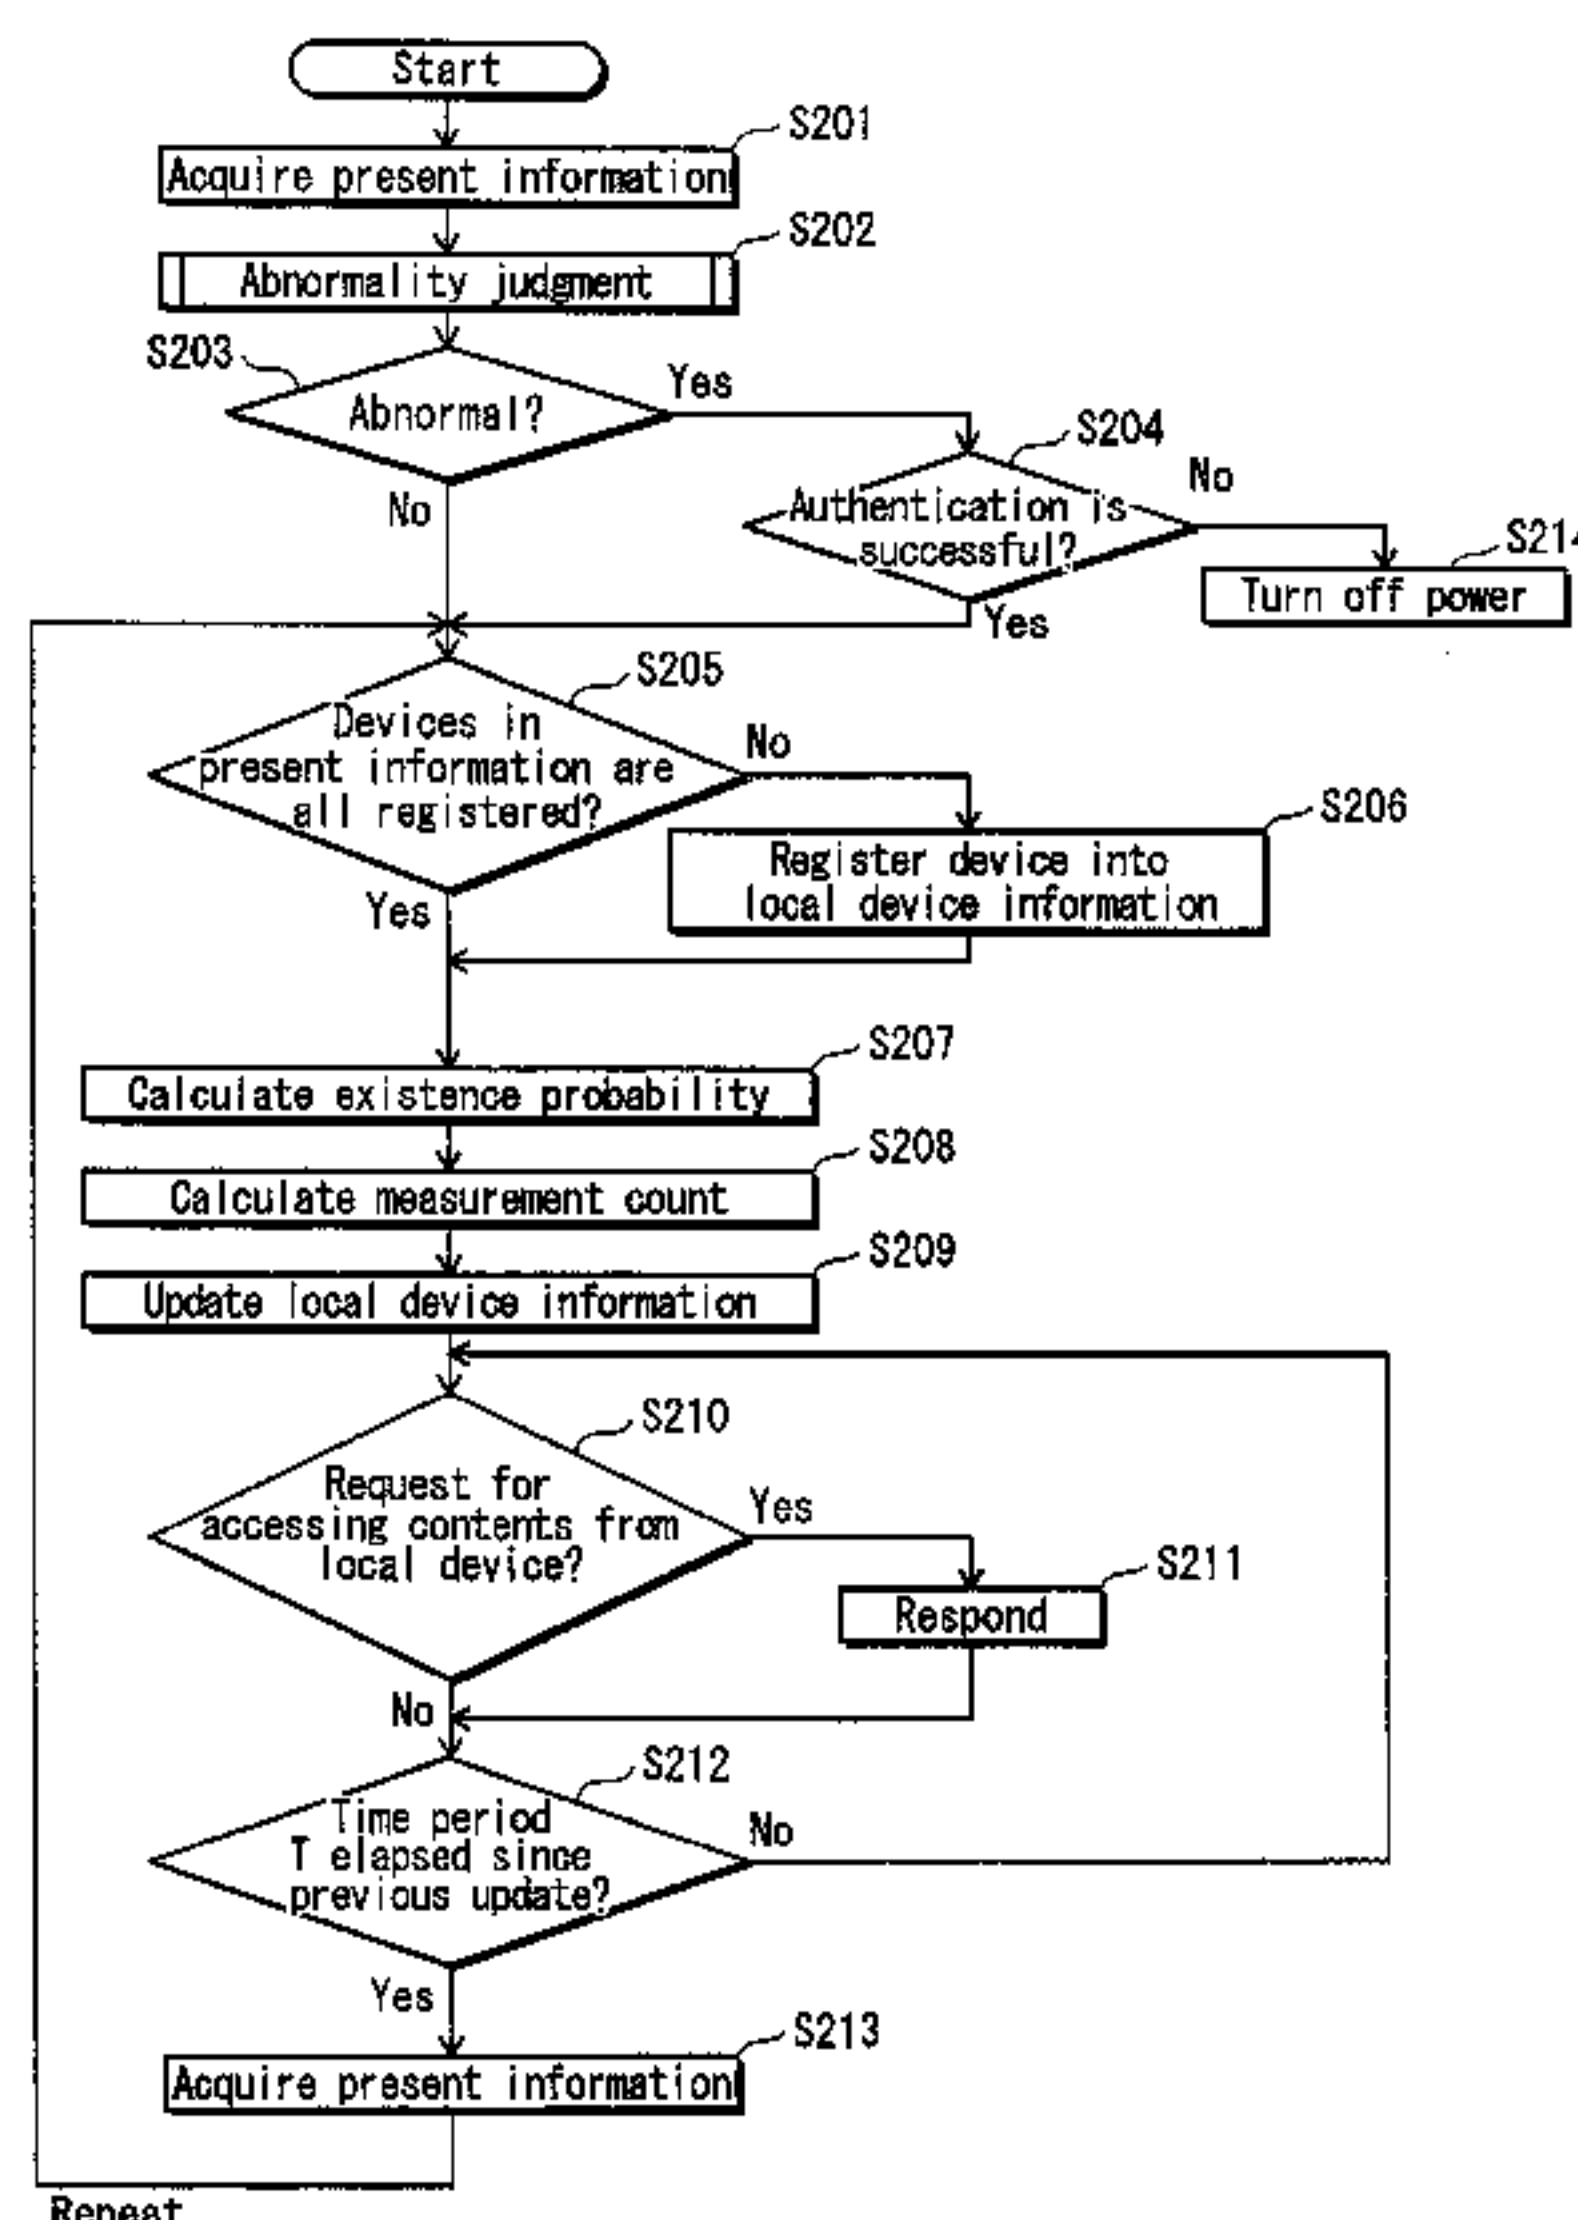 Start
S201
Acquire present information
S202
Abnormality judgment
S203
Abnormal?
Yes
No
S204
Authentication is
successful?
No
Yes
S214
Turn off power
S205
Devices in
present information are
all registered?
No
Yes
S206
Register device into
local device information
S207
Calculate existence probability
S208
Calculate measurement count
S209
Update local device information
S210
Request for
accessing contents from
local device?
Yes
No
S211
Respond
S212
Time period
T elapsed since
previous update?
No
Yes
S213
Acquire present information
Repeat